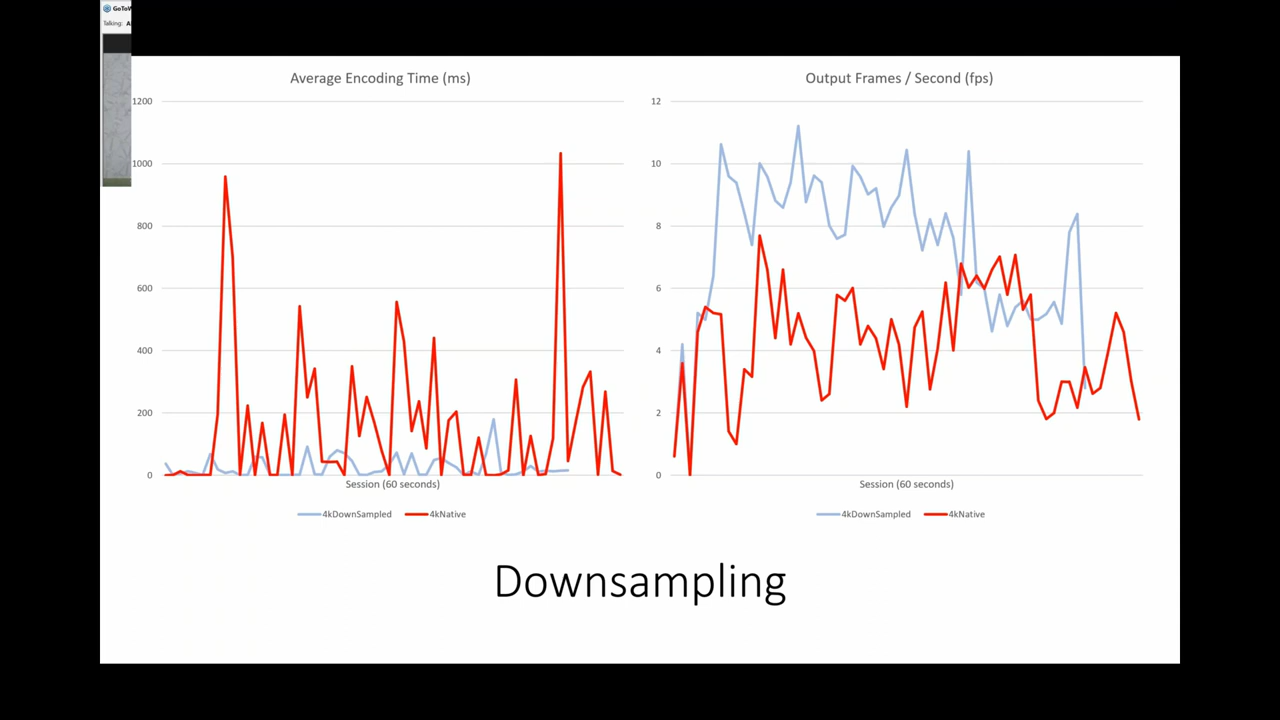 GoToW
Talking: A
Average Encoding Time (ms)
1200
1000
800
600
400
200
0
Session (60 seconds)
4kDownSampled 4kNative
Output Frames / Second (fps)
12
10
8
6
4
2
0
Session (60 seconds)
4kDownSampled 4kNative
Downsampling